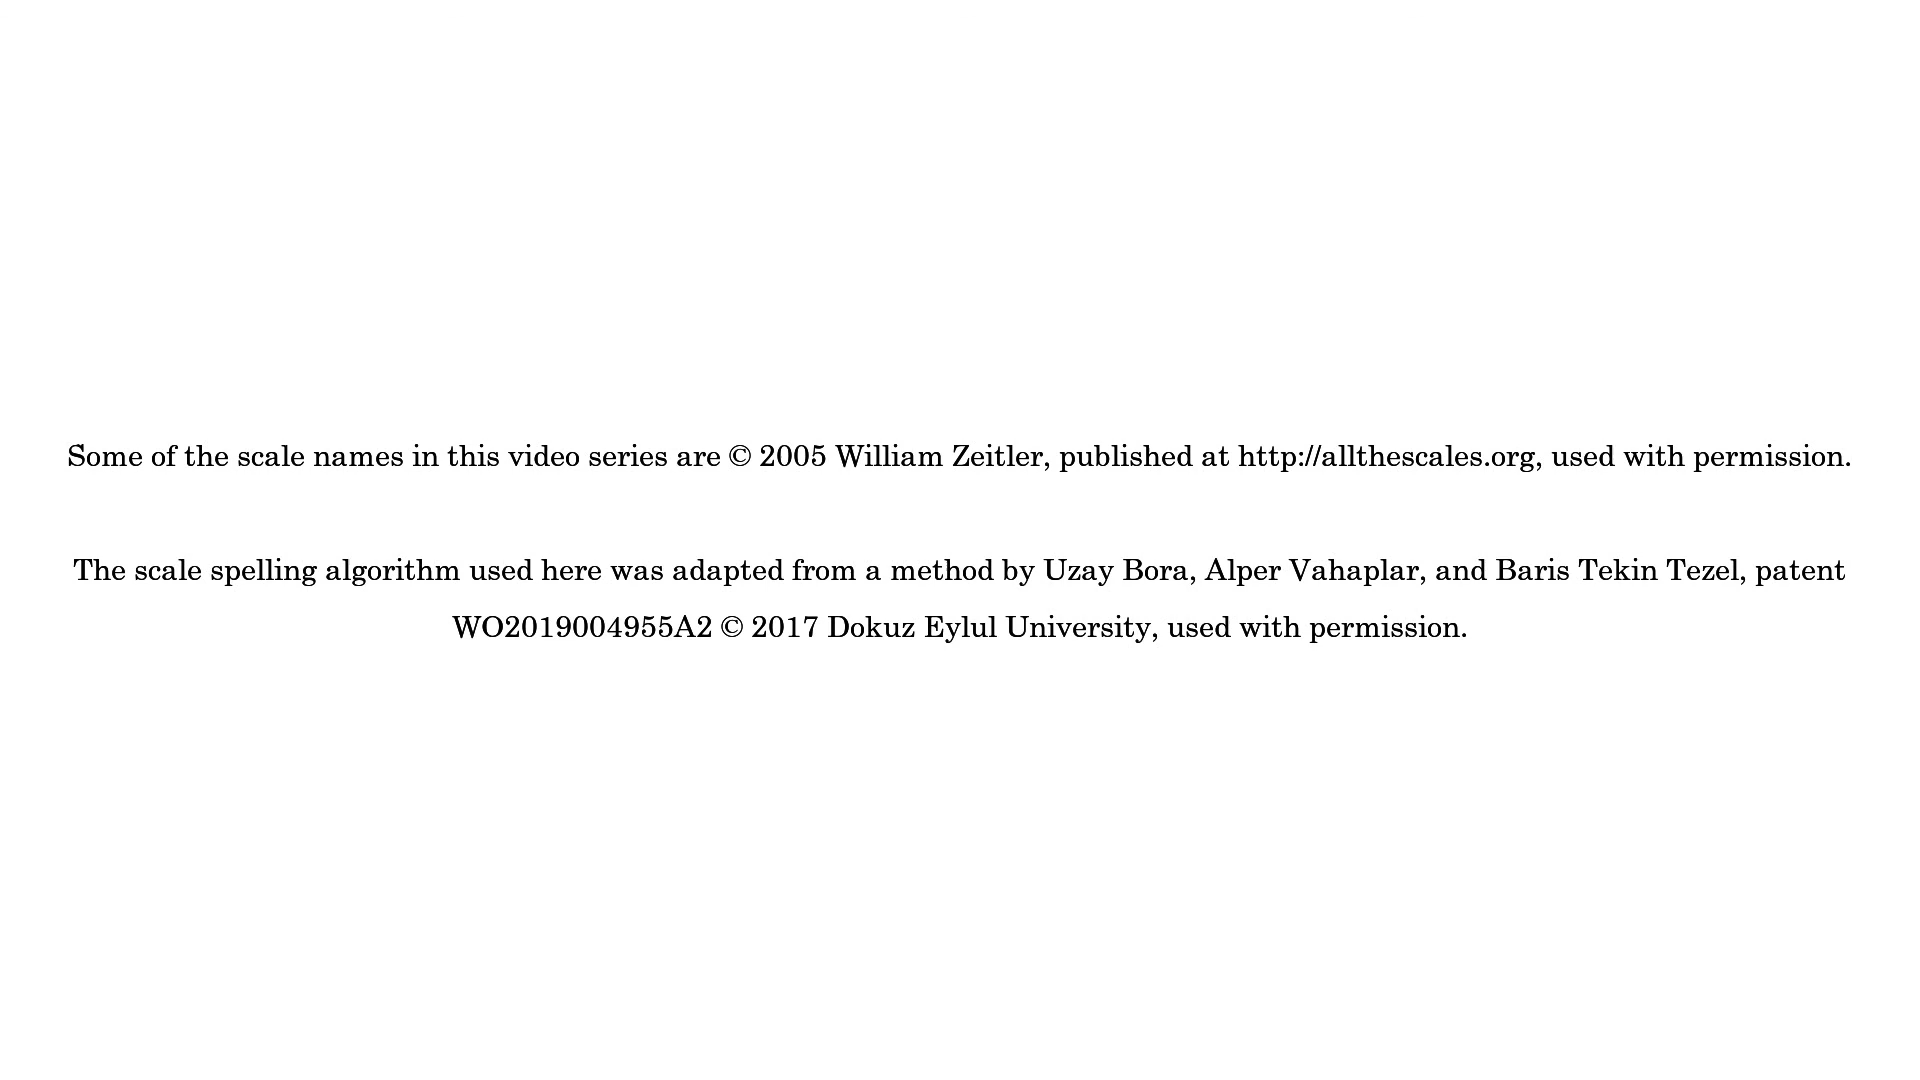 Some of the scale names in this video series are © 2005 William Zeitler, published at http://allthescales.org, used with permission.
The scale spelling algorithm used here was adapted from a method by Uzay Bora, Alper Vahaplar, and Baris Tekin Tezel, patent
WO2019004955A2 © 2017 Dokuz Eylul University, used with permission.